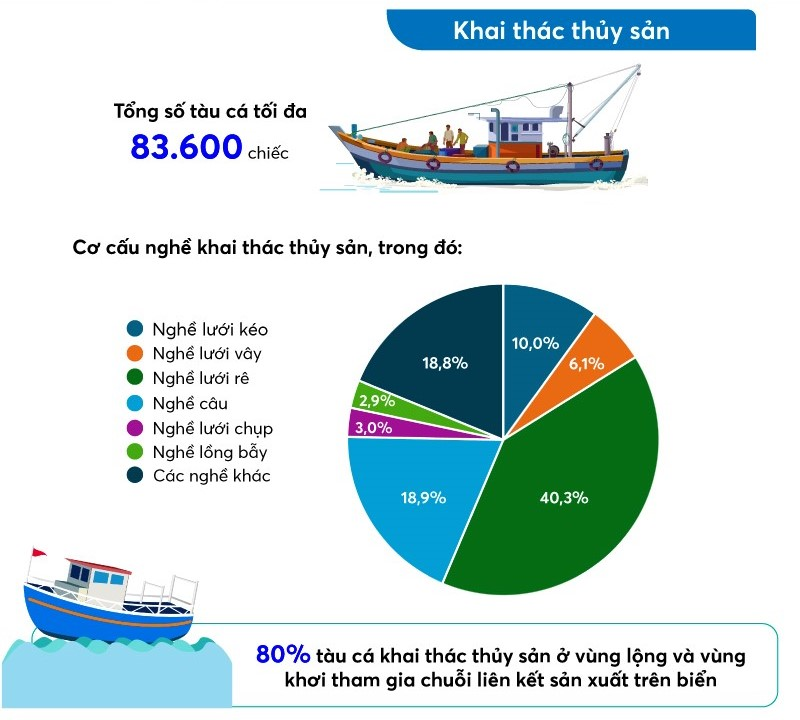 Khai thác thủy sản
Tổng số tàu cá tối đa
83.600 chiếc
Cơ cấu nghề khai thác thủy sản, trong đó:
Nghề lưới kéo
Nghề lưới vây
Nghề lưới rê
Nghề câu
Nghề lưới chụp
Nghề lồng bẫy
Các nghề khác
10,0%
6,1%
40,3%
18,9%
3,0%
2,9%
18,8%
80% tàu cá khai thác thủy sản ở vùng lộng và vùng
khơi tham gia chuỗi liên kết sản xuất trên biển